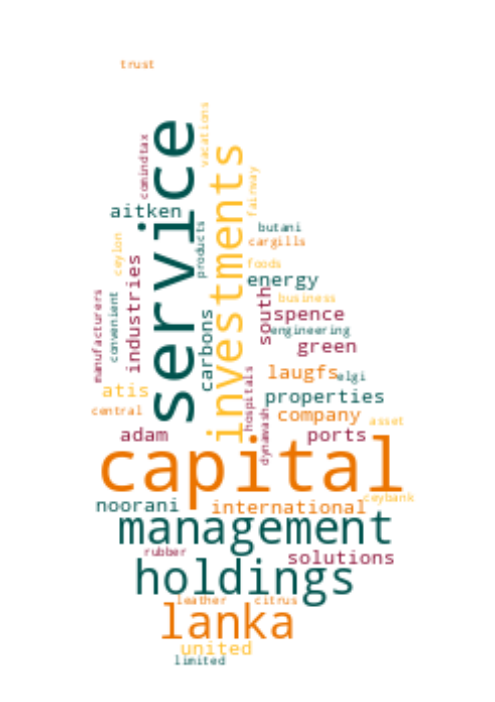 trust
service
vacations
comindtax
investments
fairway
aitken
products
butani
cargills
ceylon
industries
foods
energy
manufacturers
convenient
business
south
spence
engineering
carbons
green
laugfs
elgi
hospitals
atis
properties
central
company
dynawash
asset
adam
ports
capital
ceybank
noorani
international
management
rubber
solutions
holdings
leather
citrus
lanka
united
limited